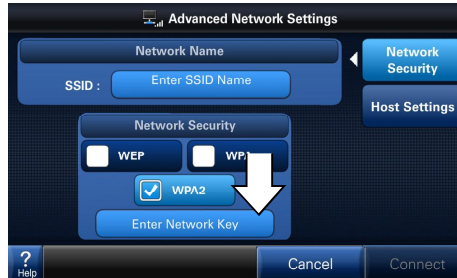 Advanced Network Settings
Network Name
SSID :
Enter SSID Name
Network Security
Host Settings
Network Security
WEP
WPA2
Enter Network Key
?
Help
Cancel
Connect